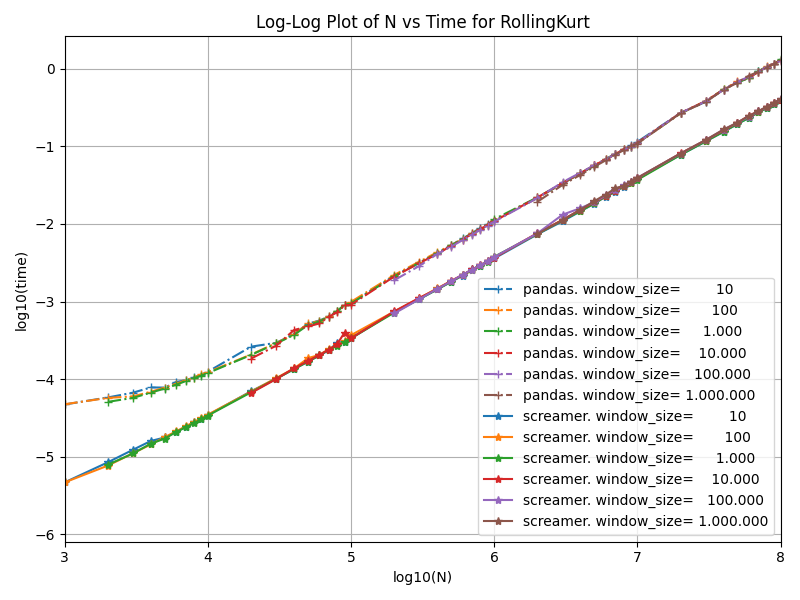 Log-Log Plot of N vs Time for RollingKurt
log10(time)
0
−1
−2
−3
−4
−5
−6
pandas. window_size=        10
pandas. window_size=       100
pandas. window_size=     1.000
pandas. window_size=    10.000
pandas. window_size=   100.000
pandas. window_size= 1.000.000
screamer. window_size=        10
screamer. window_size=       100
screamer. window_size=     1.000
screamer. window_size=    10.000
screamer. window_size=   100.000
screamer. window_size= 1.000.000
3 4 5 6 7 8
log10(N)